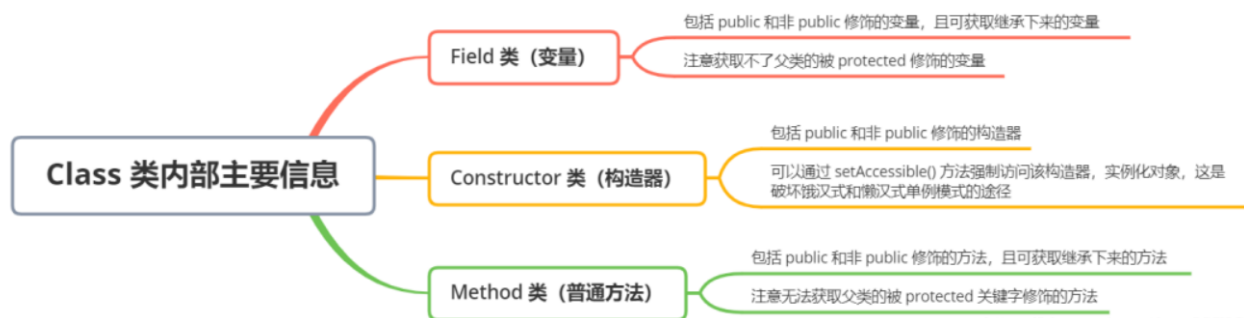 Class 类内部主要信息
Field 类（变量）
包括 public 和非 public 修饰的变量，且可获取继承下来的变量
注意获取不了父类的被 protected 修饰的变量
Constructor 类（构造器）
包括 public 和非 public 修饰的构造器
可以通过 setAccessible() 方法强制访问该构造器，实例化对象，这是
破坏饿汉式和懒汉式单例模式的途径
Method 类（普通方法）
包括 public 和非 public 修饰的方法，且可获取继承下来的方法
注意无法获取父类的被 protected 关键字修饰的方法